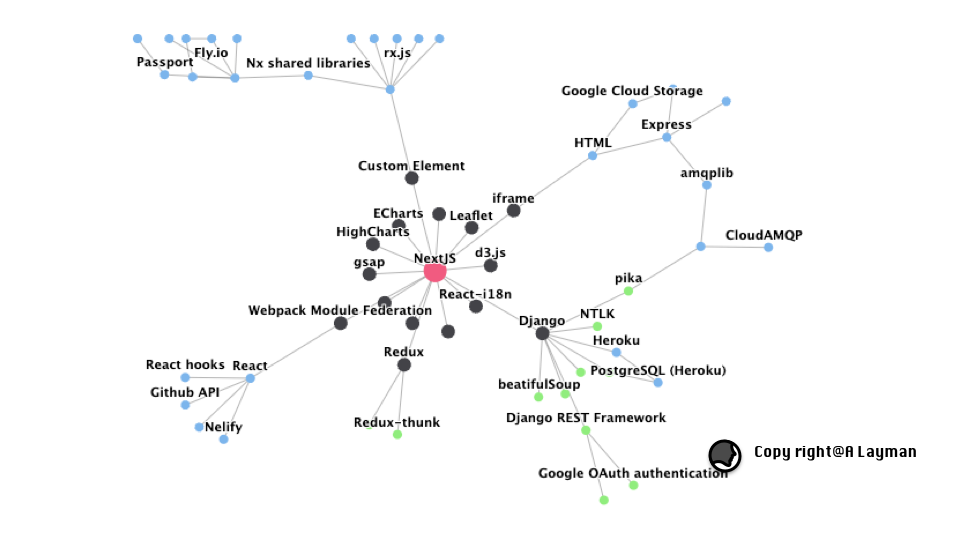 Fly.io
rx.js
Passport
Nx shared libraries
Google Cloud Storage
Express
HTML
Custom Element
amqplib
iframe
ECharts
Leaflet
HighCharts
CloudAMQP
NextJS
d3.js
gsap
pika
React-i18n
Webpack Module Federation
Django
NTLK
Heroku
Redux
React hooks
React
PostgreSQL (Heroku)
beatifulSoup
Github API
Redux-thunk
Django REST Framework
Nelify
Copy right@A Layman
Google OAuth authentication